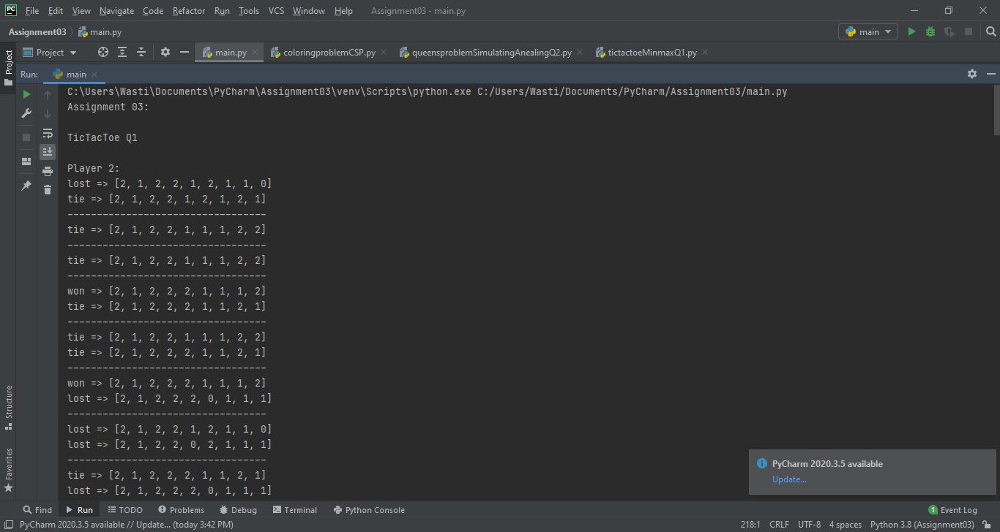 PC File Edit View Navigate Code Refactor Run Tools VCS Window Help Assignment03 - main.py
Assignment03 main.py main
Project Project main.py coloringproblemCSP.py queensproblemSimulatingAnealingQ2.py tictactoeMinmaxQ1.py
Run: main
C:\Users\Wasti\Documents\PyCharm\Assignment03\venv\Scripts\python.exe C:/Users/Wasti/Documents/PyCharm/Assignment03/main.py
Assignment 03:
TicTacToe Q1
Player 2:
lost => [2, 1, 2, 2, 1, 2, 1, 1, 0]
tie => [2, 1, 2, 2, 1, 2, 1, 2, 1]
----------------------------------
tie => [2, 1, 2, 2, 1, 1, 1, 2, 2]
----------------------------------
tie => [2, 1, 2, 2, 1, 1, 1, 2, 2]
----------------------------------
won => [2, 1, 2, 2, 2, 1, 1, 1, 2]
tie => [2, 1, 2, 2, 2, 1, 1, 2, 1]
----------------------------------
tie => [2, 1, 2, 2, 1, 1, 1, 2, 2]
tie => [2, 1, 2, 2, 2, 1, 1, 2, 1]
----------------------------------
won => [2, 1, 2, 2, 2, 1, 1, 1, 2]
lost => [2, 1, 2, 2, 2, 0, 1, 1, 1]
----------------------------------
lost => [2, 1, 2, 2, 1, 2, 1, 1, 0]
lost => [2, 1, 2, 2, 0, 2, 1, 1, 1]
----------------------------------
tie => [2, 1, 2, 2, 2, 1, 1, 2, 1]
lost => [2, 1, 2, 2, 2, 0, 1, 1, 1]
Structure
Favorites
PyCharm 2020.3.5 available
Update...
Find Run TODO Problems Debug Terminal Python Console 1 Event Log
PyCharm 2020.3.5 available // Update... (today 3:42 PM) 218:1 CRLF UTF-8 4 spaces Python 3.8 (Assignment03)